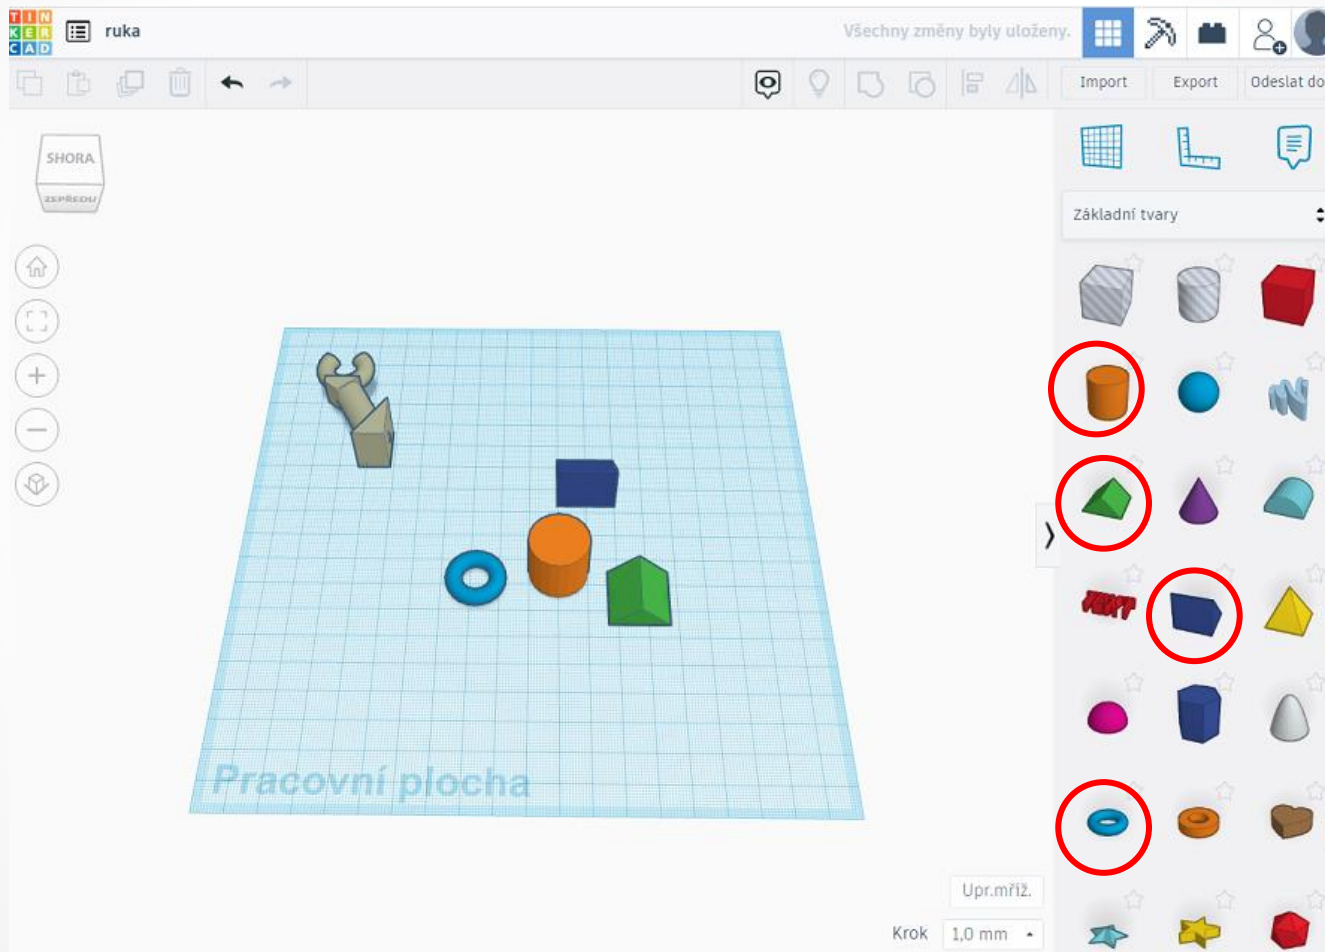 TIN
KER
CAD
ruka
Všechny změny byly uloženy.
Import
Export
Odeslat do
SHORA
ZEPŘEDU
Základní tvary
TEXT
Pracovní plocha
Upr.mříž.
Krok
1,0 mm